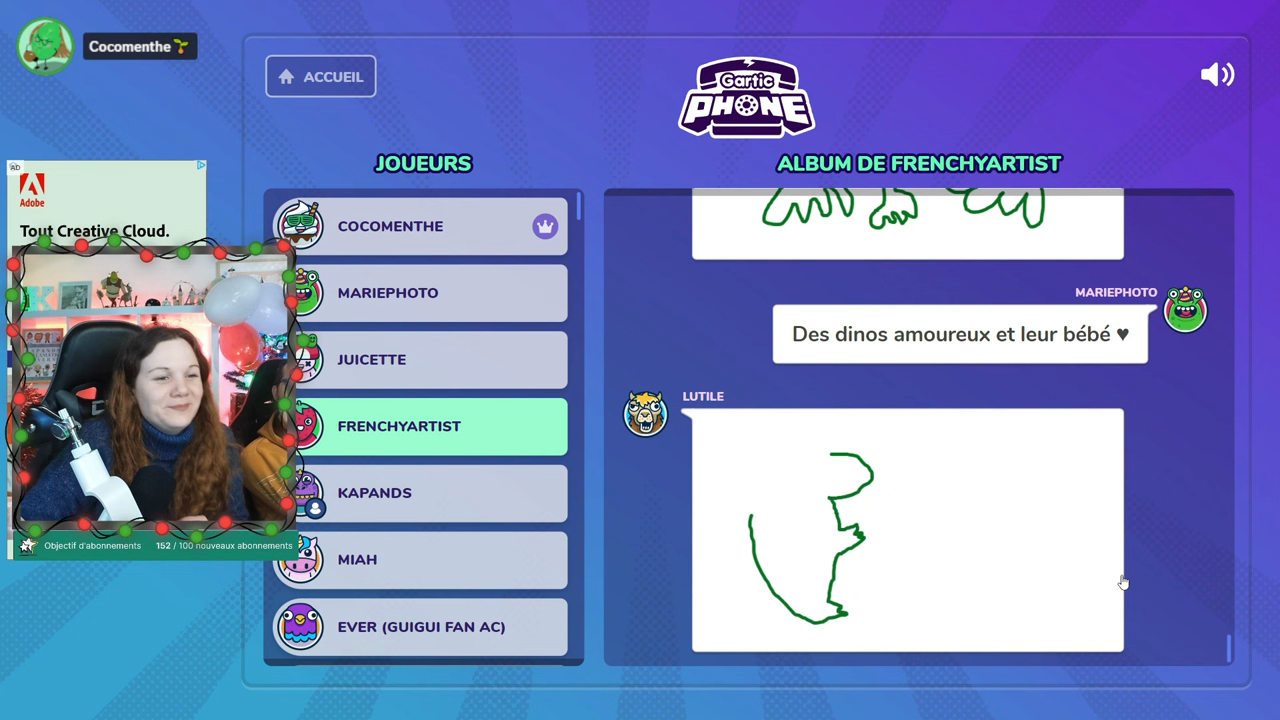 Cocomenthe
ACCUEIL
Gartic
PHONE
AD
Adobe
Tout Creative Cloud.
Objectif d'abonnements
152 / 100 nouveaux abonnements
JOUEURS
COCOMENTHE
MARIEPHOTO
JUICETTE
FRENCHYARTIST
KAPANDS
MIAH
EVER (GUIGUI FAN AC)
ALBUM DE FRENCHYARTIST
MARIEPHOTO
Des dinos amoureux et leur bébé ♥
LUTILE